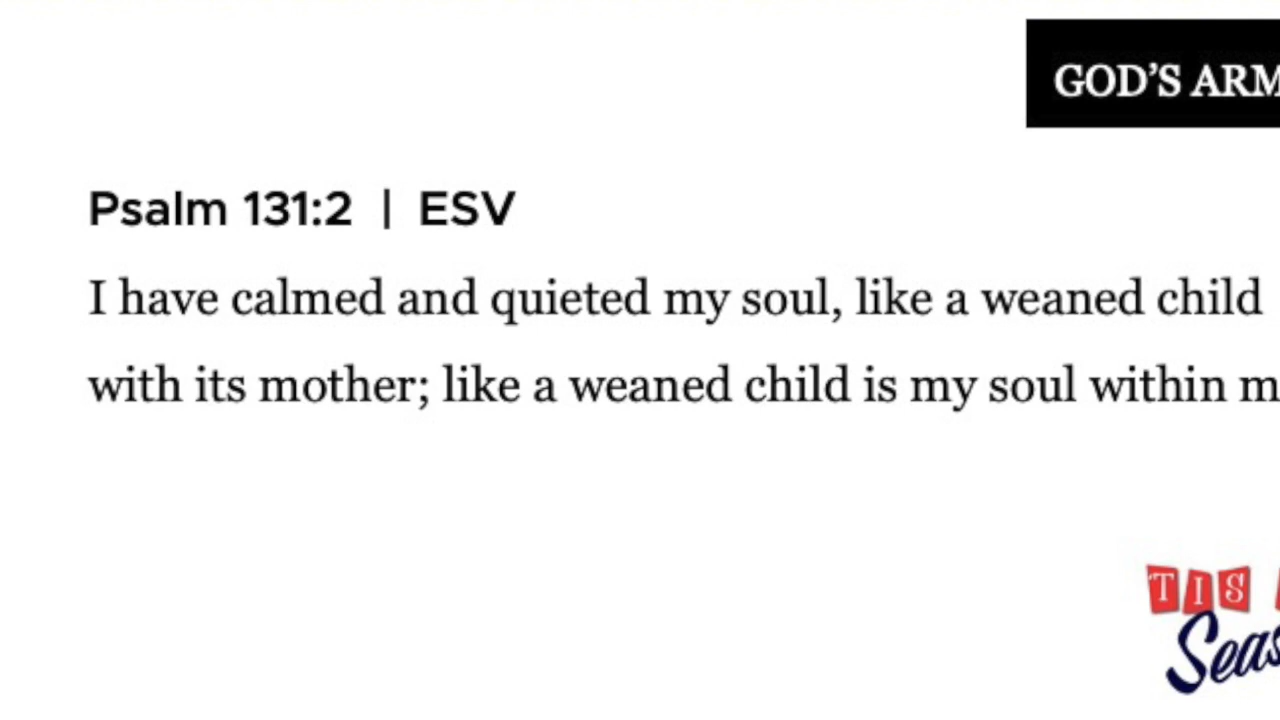 GOD'S ARM
Psalm 131:2 | ESV
I have calmed and quieted my soul, like a weaned child
with its mother; like a weaned child is my soul within m
TIS
Seas